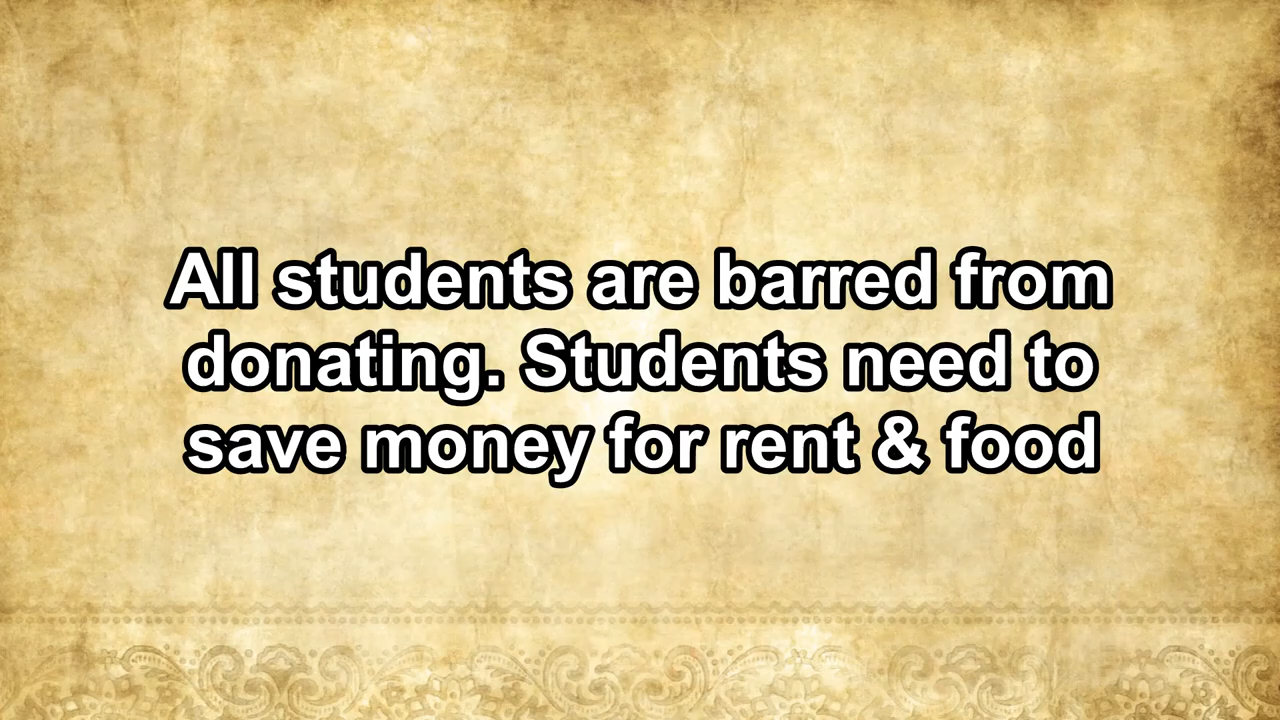 All students are barred from
donating. Students need to
save money for rent & food